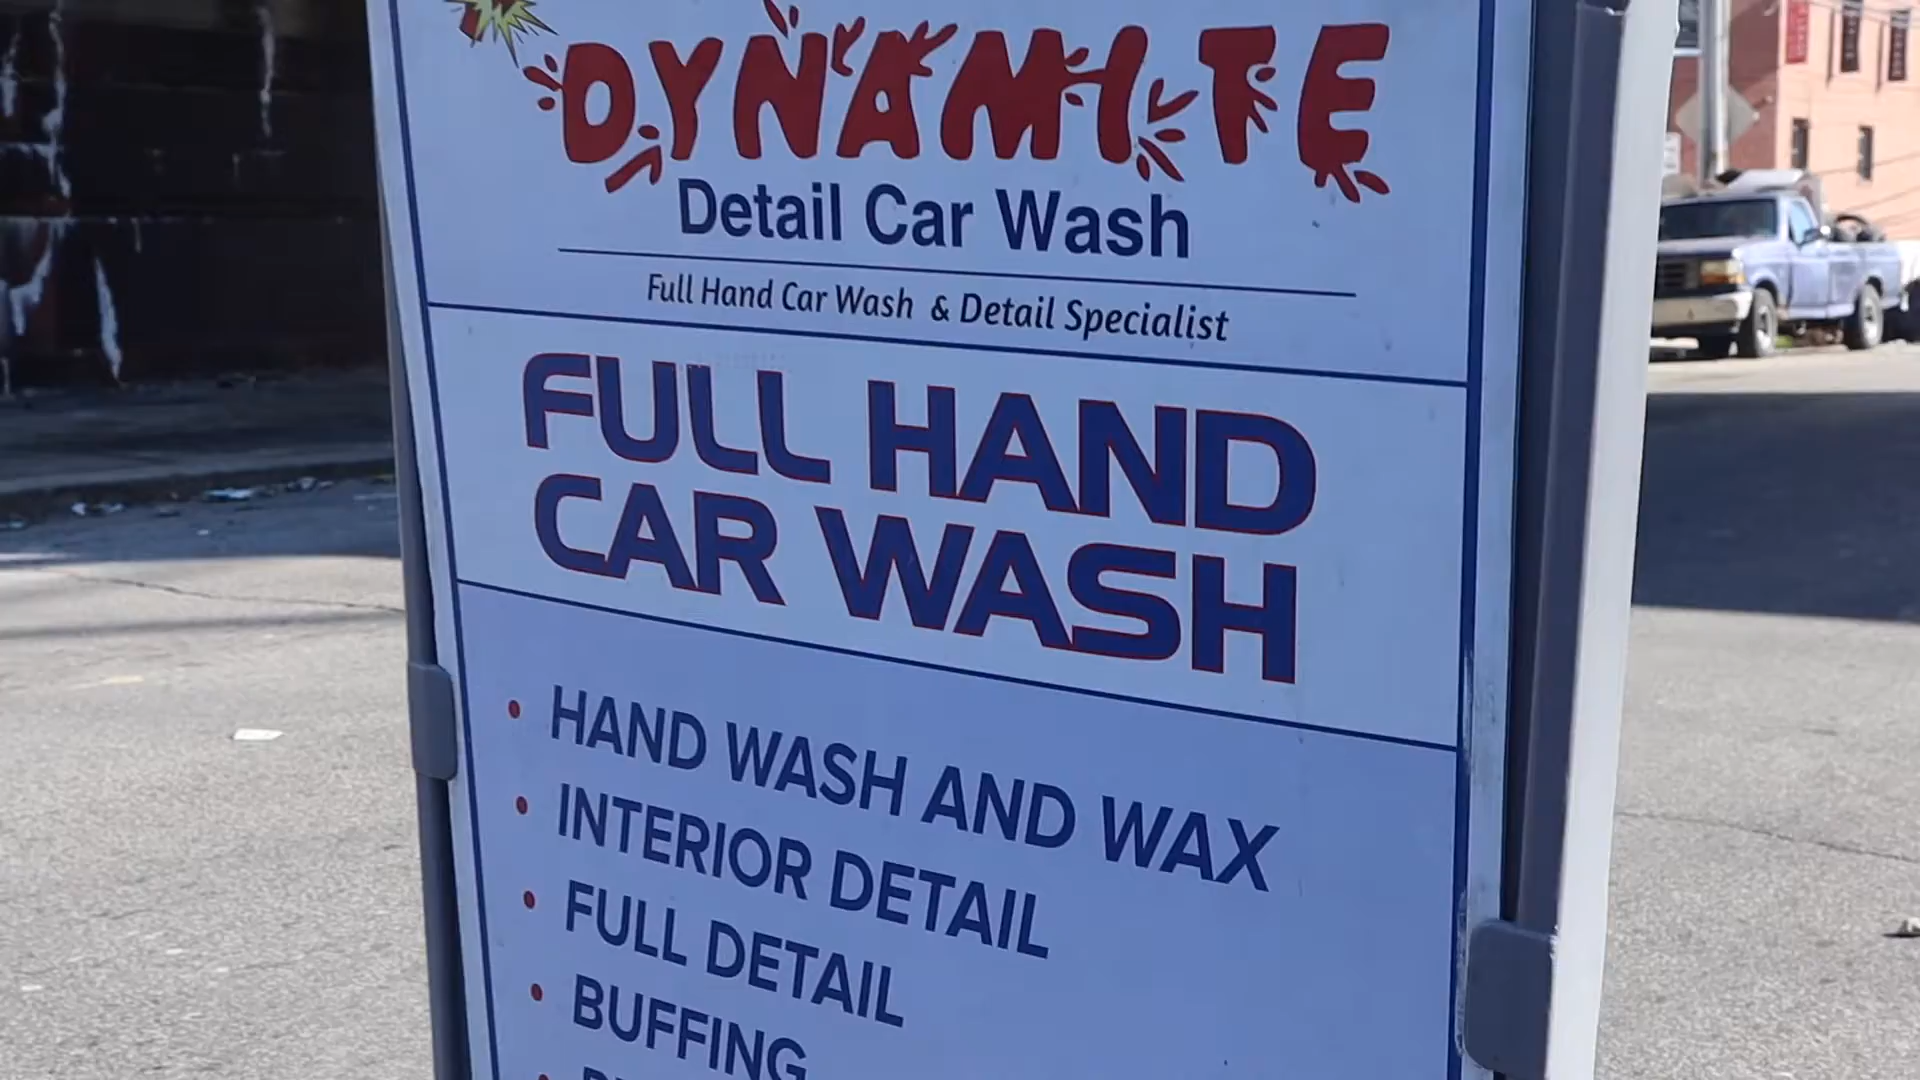 DYNAMITE
Detail Car Wash
Full Hand Car Wash & Detail Specialist
FULL HAND
CAR WASH
• HAND WASH AND WAX
• INTERIOR DETAIL
• FULL DETAIL
• BUFFING